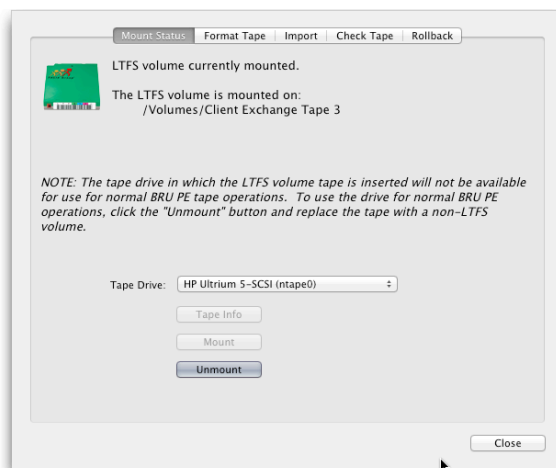 Mount Status Format Tape Import Check Tape Rollback
LTFS volume currently mounted.
The LTFS volume is mounted on:
/Volumes/Client Exchange Tape 3
NOTE: The tape drive in which the LTFS volume tape is inserted will not be available
for use for normal BRU PE tape operations. To use the drive for normal BRU PE
operations, click the "Unmount" button and replace the tape with a non-LTFS
volume.
Tape Drive: HP Ultrium 5-SCSI (ntape0)
Tape Info
Mount
Unmount
Close